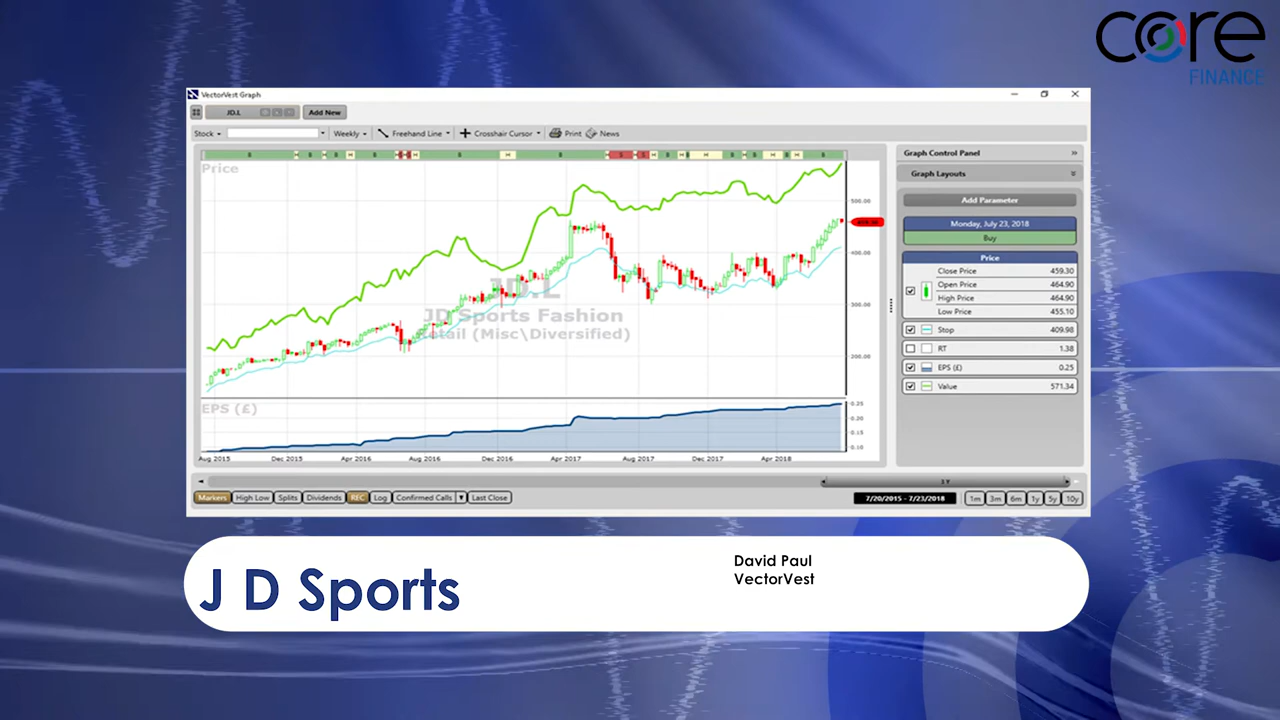 core
FINANCE
VectorVest Graph
JD.L
Add New
Stock
Weekly
Freehand Line
Crosshair Cursor
Print
News
Price
500.00
400.00
300.00
200.00
JD.L
JD Sports Fashion
Retail (Misc\Diversified)
EPS (£)
0.25
0.20
0.15
0.10
Aug 2015 Dec 2015 Apr 2016 Aug 2016 Dec 2016 Apr 2017 Aug 2017 Dec 2017 Apr 2018
Graph Control Panel
Graph Layouts
Add Parameter
Monday, July 23, 2018
Buy
Price
Close Price 459.30
Open Price 464.90
High Price 464.90
Low Price 455.10
Stop 409.98
RT 1.38
EPS (£) 0.25
Value 571.34
Markers High Low Splits Dividends REC Log Confirmed Calls Last Close
7/20/2015 - 7/23/2018
1m 3m 6m 1y 5y 10y
J D Sports
David Paul
VectorVest